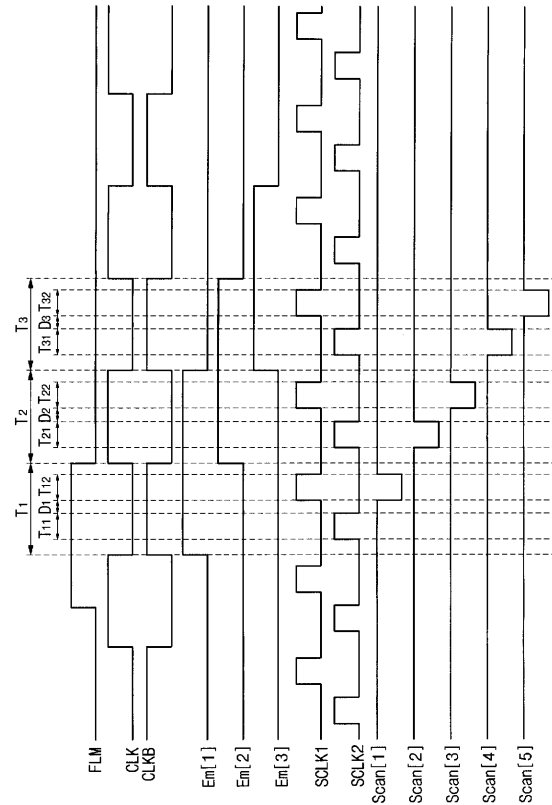 T1 T2 T3
T11 D1 T12 T21 D2 T22 T31 D3 T32
FLM
CLK
CLKB
Em[1]
Em[2]
Em[3]
SCLK1
SCLK2
Scan[1]
Scan[2]
Scan[3]
Scan[4]
Scan[5]